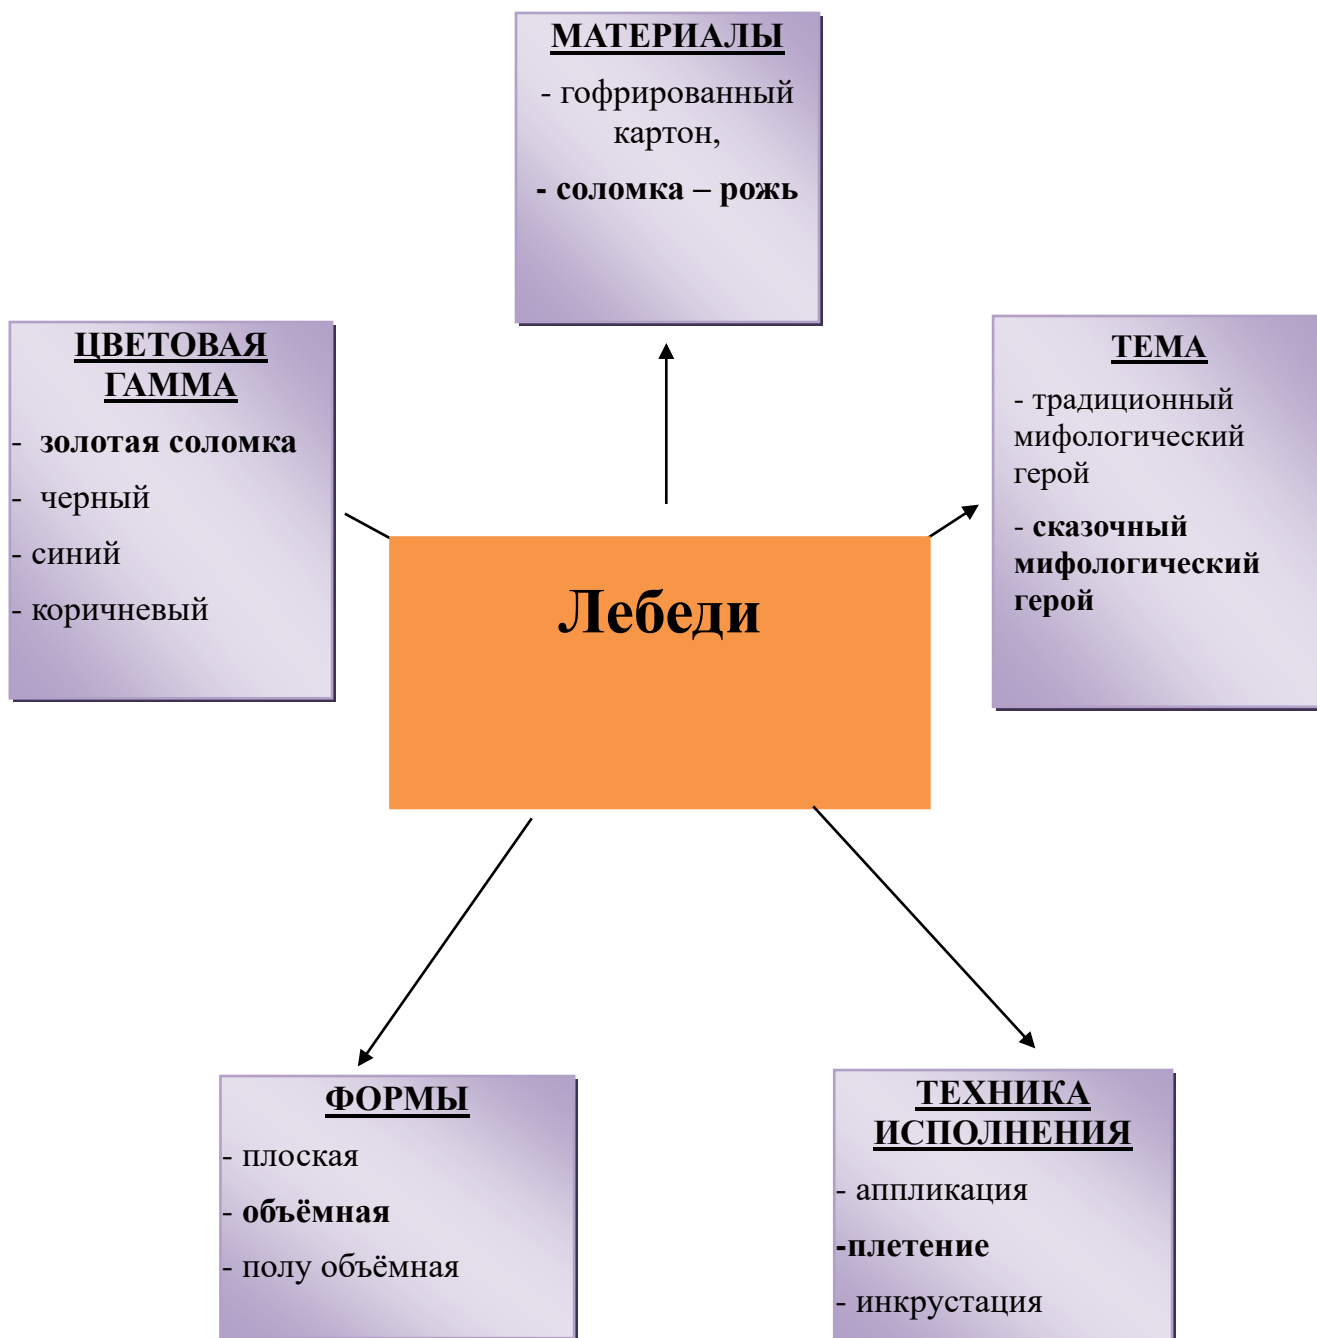 МАТЕРИАЛЫ
- гофрированный
картон,
- соломка – рожь
ЦВЕТОВАЯ
ГАММА
- золотая соломка
- черный
- синий
- коричневый
ТЕМА
- традиционный
мифологический
герой
- сказочный
мифологический
герой
Лебеди
ФОРМЫ
- плоская
- объёмная
- полу объёмная
ТЕХНИКА
ИСПОЛНЕНИЯ
- аппликация
-плетение
- инкрустация